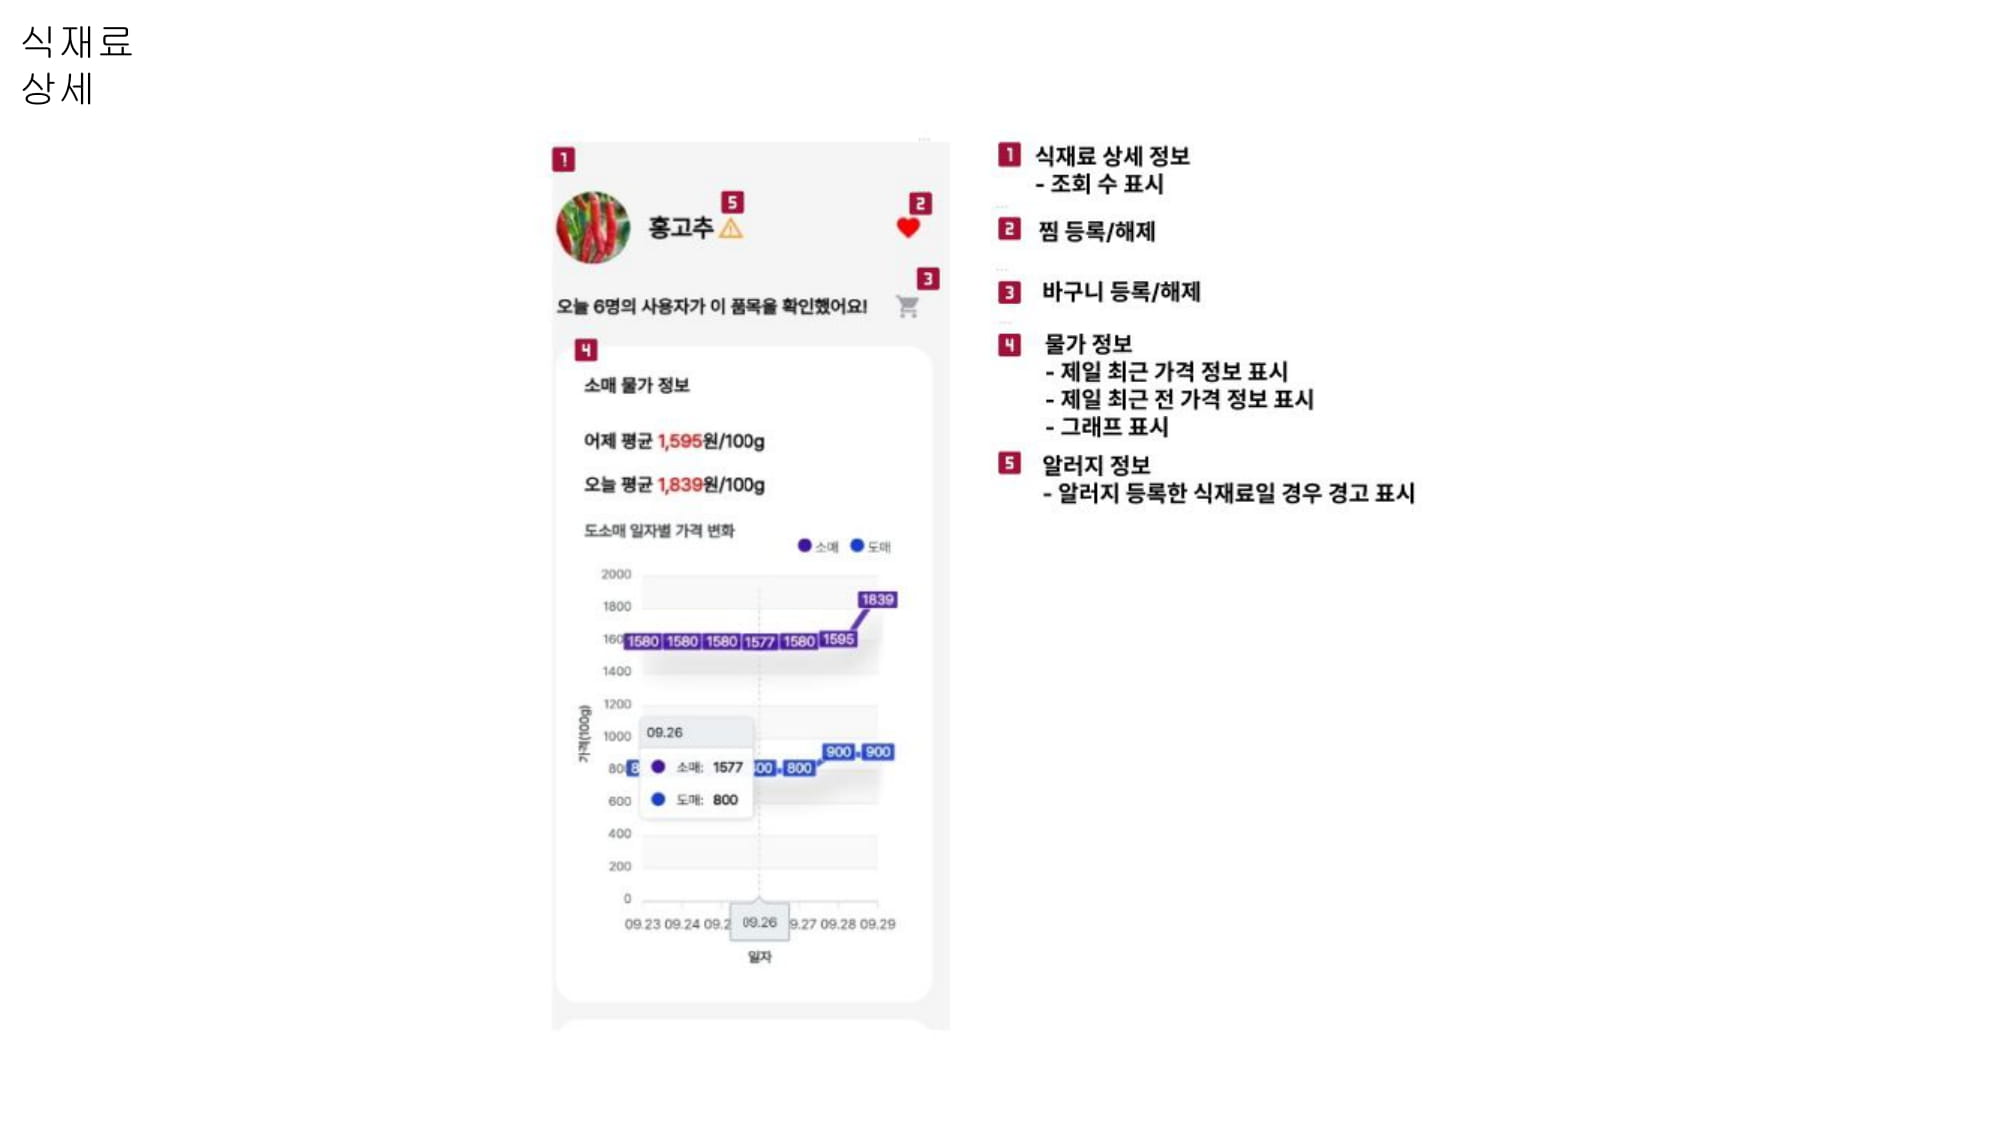 식재료
상세
1
5
홍고추
2
3
오늘 6명의 사용자가 이 품목을 확인했어요!
4
소매 물가 정보
어제 평균 1,595원/100g
오늘 평균 1,839원/100g
도소매 일자별 가격 변화
소매 도매
2000
1800
1839
160
1580 1580 1580 1577 1580 1595
1400
1200
가격(100g)
1000
900 900
80
8
00 800
600
400
200
0
09.26
소매: 1577
도매: 800
09.23 09.24 09.2 09.26 9.27 09.28 09.29
일자
1 식재료 상세 정보
- 조회 수 표시
2 찜 등록/해제
3 바구니 등록/해제
4 물가 정보
- 제일 최근 가격 정보 표시
- 제일 최근 전 가격 정보 표시
- 그래프 표시
5 알러지 정보
- 알러지 등록한 식재료일 경우 경고 표시